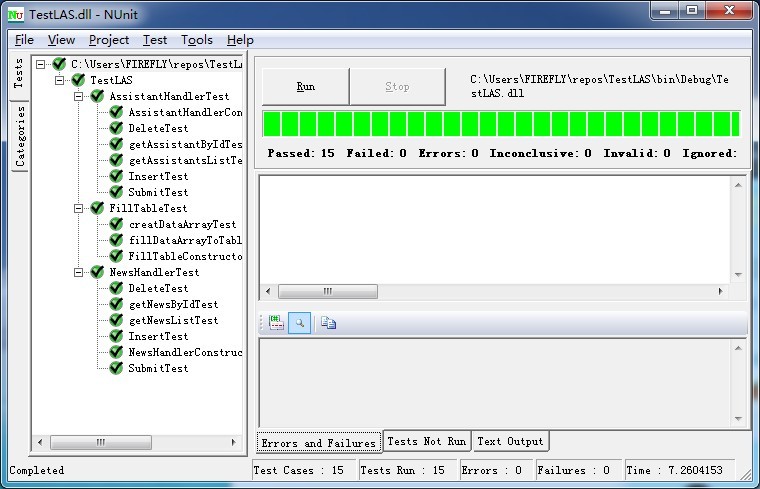 TestLAS.dll - NUnit
File View Project Test Tools Help
Tests
Categories
C:\Users\FIREFLY\repos\TestL
TestLAS
AssistantHandlerTest
AssistantHandlerCon
DeleteTest
getAssistantByIdTes
getAssistantsListTe
InsertTest
SubmitTest
FillTableTest
creatDataArrayTest
fillDataArrayToTabl
FillTableConstructo
NewsHandlerTest
DeleteTest
getNewsByIdTest
getNewsListTest
InsertTest
NewsHandlerConstruc
SubmitTest
Run
Stop
C:\Users\FIREFLY\repos\TestLAS\bin\Debug\Te
stLAS.dll
Passed: 15 Failed: 0 Errors: 0 Inconclusive: 0 Invalid: 0 Ignored:
Errors and Failures
Tests Not Run
Text Output
Completed
Test Cases : 15
Tests Run : 15
Errors : 0
Failures : 0
Time : 7.2604153